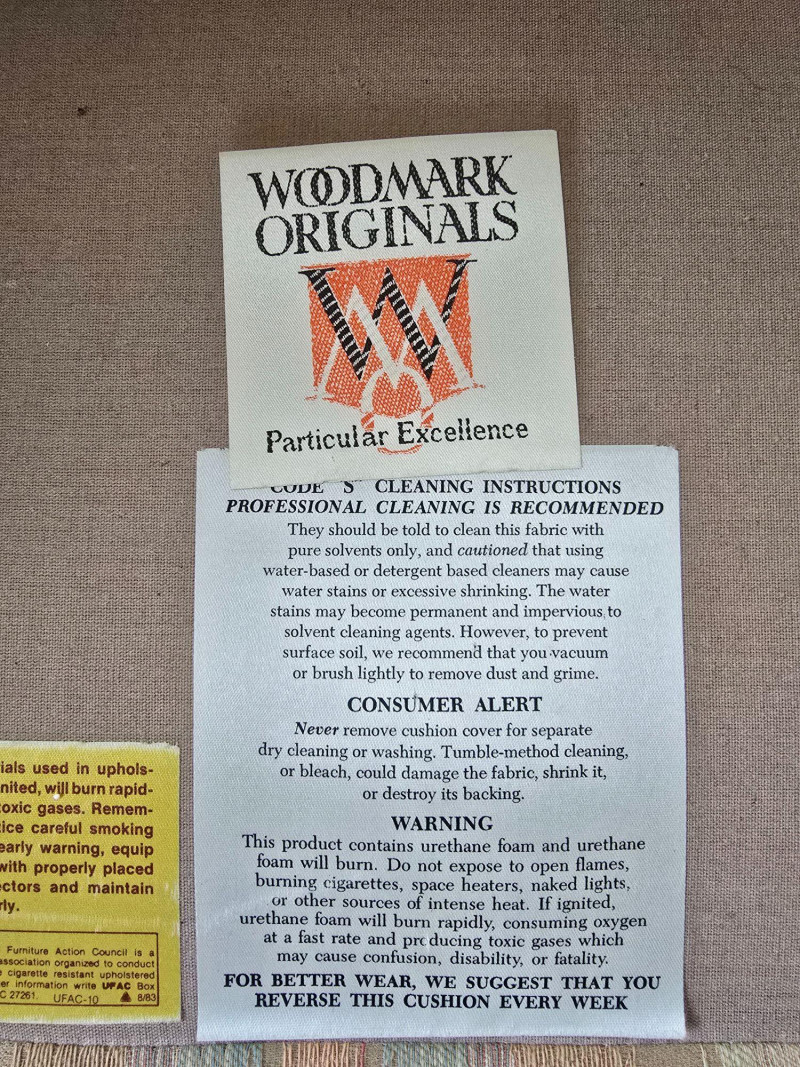 WOODMARK
ORIGINALS
Particular Excellence
CODE "S" CLEANING INSTRUCTIONS
PROFESSIONAL CLEANING IS RECOMMENDED
They should be told to clean this fabric with
pure solvents only, and cautioned that using
water-based or detergent based cleaners may cause
water stains or excessive shrinking. The water
stains may become permanent and impervious to
solvent cleaning agents. However, to prevent
surface soil, we recommend that you vacuum
or brush lightly to remove dust and grime.
CONSUMER ALERT
Never remove cushion cover for separate
dry cleaning or washing. Tumble-method cleaning,
or bleach, could damage the fabric, shrink it,
or destroy its backing.
WARNING
This product contains urethane foam and urethane
foam will burn. Do not expose to open flames,
burning cigarettes, space heaters, naked lights,
or other sources of intense heat. If ignited,
urethane foam will burn rapidly, consuming oxygen
at a fast rate and producing toxic gases which
may cause confusion, disability, or fatality.
FOR BETTER WEAR, WE SUGGEST THAT YOU
REVERSE THIS CUSHION EVERY WEEK
ials used in uphols-
nited, will burn rapid-
toxic gases. Remem-
ice careful smoking
early warning, equip
with properly placed
ectors and maintain
rly.
Furniture Action Council is a
association organized to conduct
cigarette resistant upholstered
er information write UFAC Box
C 27261. UFAC-10 8/83